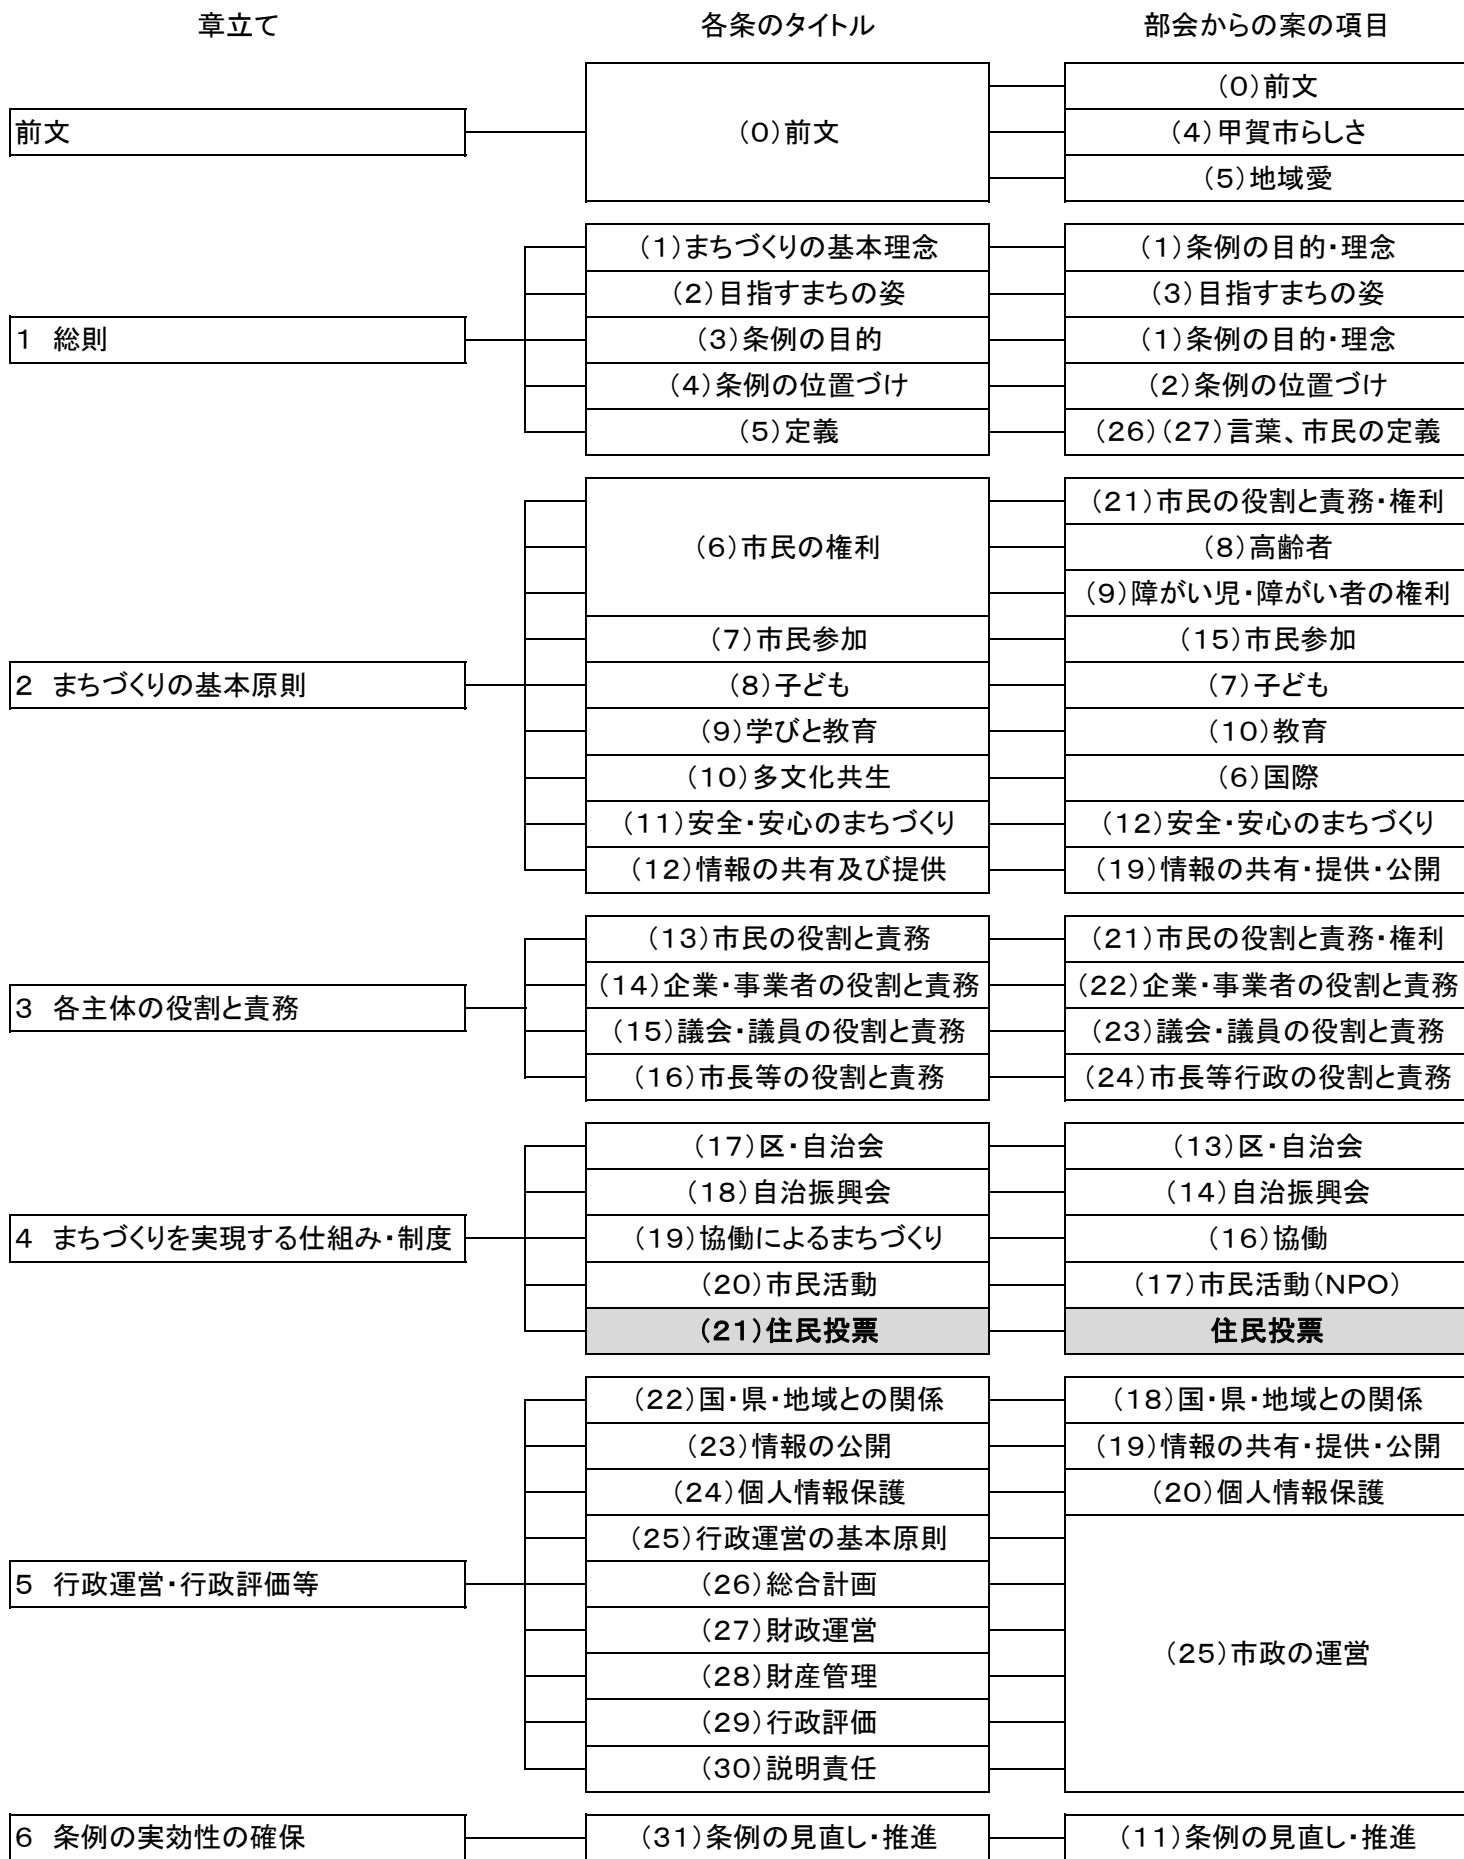 章立て 各条のタイトル 部会からの案の項目
前文 (0)前文 (0)前文
(4)甲賀市らしさ
(5)地域愛
1 総則
(1)まちづくりの基本理念 (1)条例の目的・理念
(2)目指すまちの姿 (3)目指すまちの姿
(3)条例の目的 (1)条例の目的・理念
(4)条例の位置づけ (2)条例の位置づけ
(5)定義 (26)(27)言葉、市民の定義
2 まちづくりの基本原則
(6)市民の権利 (21)市民の役割と責務・権利
(8)高齢者
(9)障がい児・障がい者の権利
(7)市民参加 (15)市民参加
(8)子ども (7)子ども
(9)学びと教育 (10)教育
(10)多文化共生 (6)国際
(11)安全・安心のまちづくり (12)安全・安心のまちづくり
(12)情報の共有及び提供 (19)情報の共有・提供・公開
3 各主体の役割と責務
(13)市民の役割と責務 (21)市民の役割と責務・権利
(14)企業・事業者の役割と責務 (22)企業・事業者の役割と責務
(15)議会・議員の役割と責務 (23)議会・議員の役割と責務
(16)市長等の役割と責務 (24)市長等行政の役割と責務
4 まちづくりを実現する仕組み・制度
(17)区・自治会 (13)区・自治会
(18)自治振興会 (14)自治振興会
(19)協働によるまちづくり (16)協働
(20)市民活動 (17)市民活動(NPO)
(21)住民投票 住民投票
5 行政運営・行政評価等
(22)国・県・地域との関係 (18)国・県・地域との関係
(23)情報の公開 (19)情報の共有・提供・公開
(24)個人情報保護 (20)個人情報保護
(25)行政運営の基本原則 (25)市政の運営
(26)総合計画
(27)財政運営
(28)財産管理
(29)行政評価
(30)説明責任
6 条例の実効性の確保 (31)条例の見直し・推進 (11)条例の見直し・推進